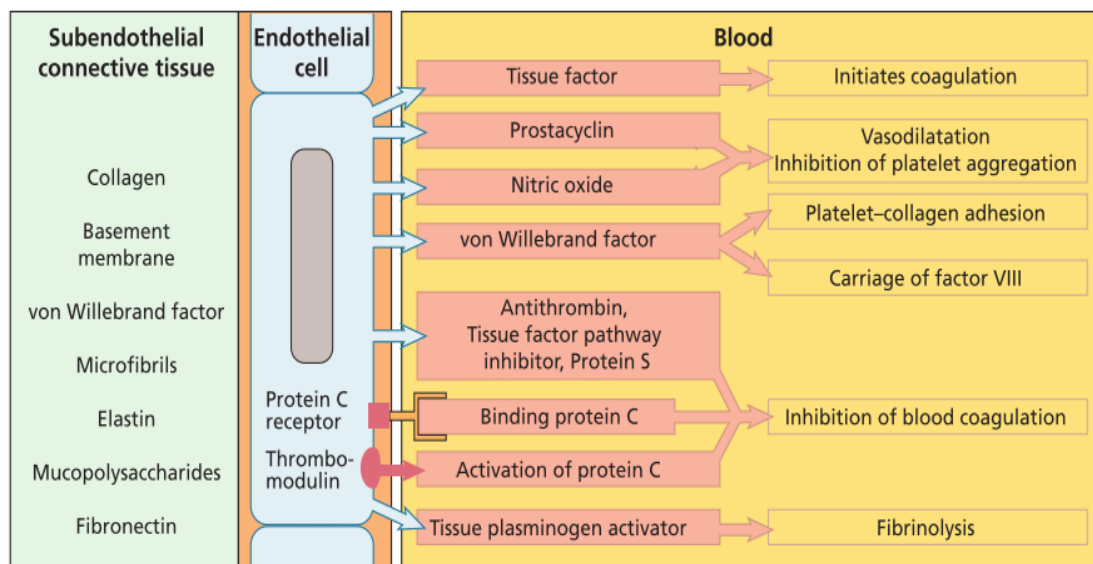 Subendothelial
connective tissue
Collagen
Basement
membrane
von Willebrand factor
Microfibrils
Elastin
Mucopolysaccharides
Fibronectin
Endothelial
cell
Protein C
receptor
Thrombo-
modulin
Blood
Tissue factor
Initiates coagulation
Prostacyclin
Nitric oxide
Vasodilatation
Inhibition of platelet aggregation
von Willebrand factor
Platelet–collagen adhesion
Carriage of factor VIII
Antithrombin,
Tissue factor pathway
inhibitor, Protein S
Binding protein C
Activation of protein C
Inhibition of blood coagulation
Tissue plasminogen activator
Fibrinolysis